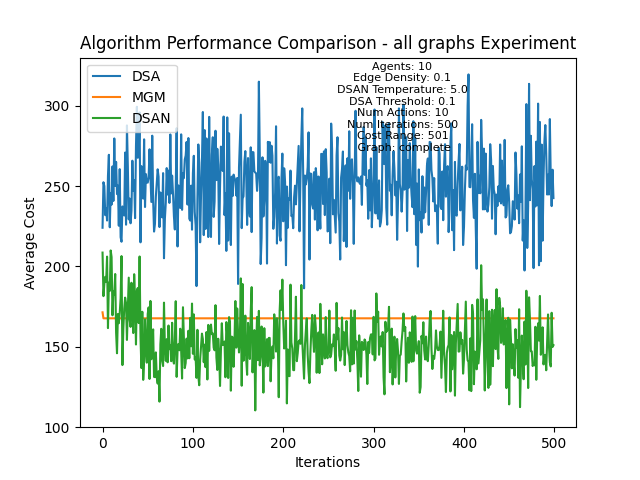 Algorithm Performance Comparison - all graphs Experiment
DSA
MGM
DSAN
Agents: 10
Edge Density: 0.1
DSAN Temperature: 5.0
DSA Threshold: 0.1
Num Actions: 10
Num Iterations: 500
Cost Range: 501
Graph: complete
Average Cost
300
250
200
150
100
0
100
200
300
400
500
Iterations